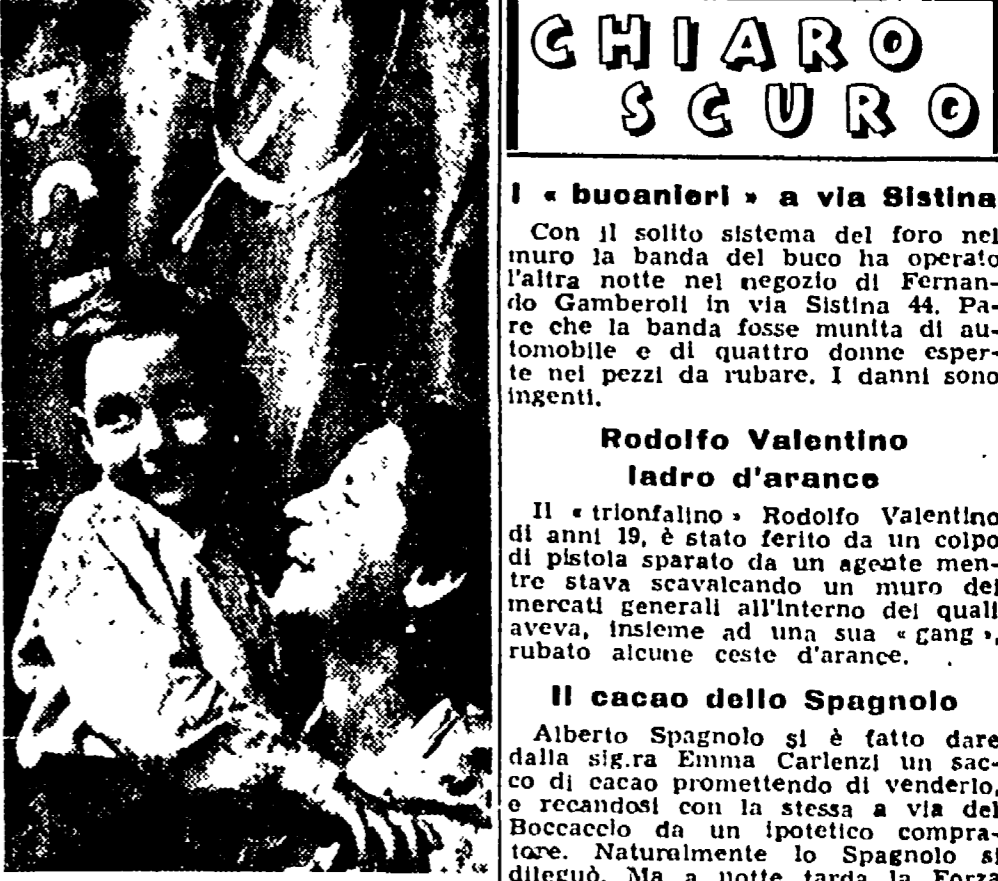 CHIARO
SCURO
I « bucanieri » a via Sistina
Con il solito sistema del foro nel
muro la banda del buco ha operato
l'altra notte nel negozio di Fernan-
do Gamberoli in via Sistina 44. Pa-
re che la banda fosse munita di au-
tomobile e di quattro donne esper-
te nei pezzi da rubare. I danni sono
ingenti.
Rodolfo Valentino
ladro d'arance
Il « trionfalino » Rodolfo Valentino
di anni 19, è stato ferito da un colpo
di pistola sparato da un agente men-
tre stava scavalcando un muro dei
mercati generali all'interno dei quali
aveva, insieme ad una sua « gang »,
rubato alcune ceste d'arance.
Il cacao dello Spagnolo
Alberto Spagnolo si è fatto dare
dalla sig.ra Emma Carlenzi un sac-
co di cacao promettendo di venderlo,
e recandosi con la stessa a via del
Boccaccio da un ipotetico compra-
tore. Naturalmente lo Spagnolo si
dileguò. Ma a notte tarda la Forza